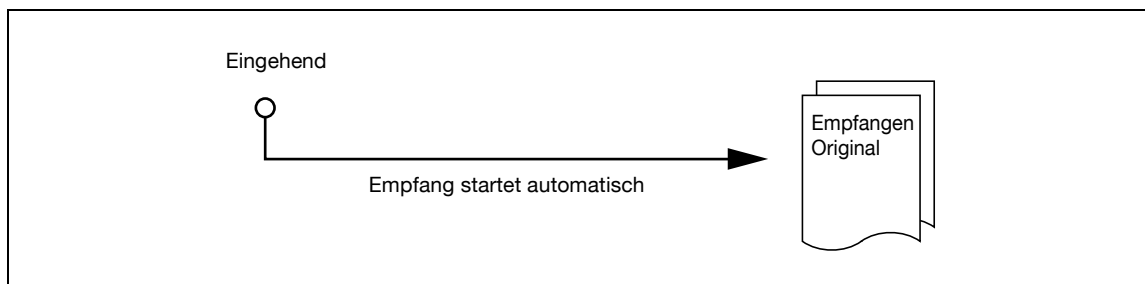 Eingehend
Empfang startet automatisch
Empfangen
Original